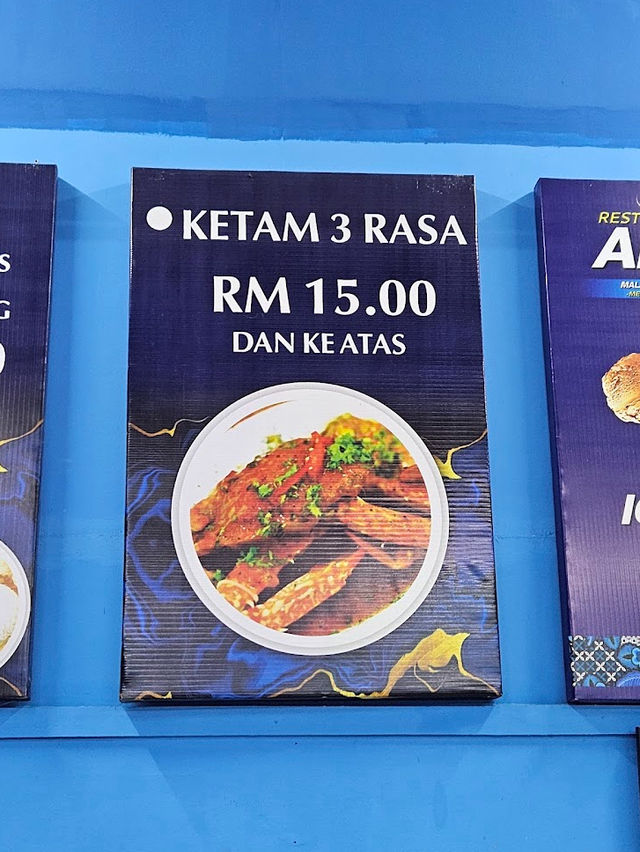 KETAM 3 RASA
RM 15.00
DAN KE ATAS